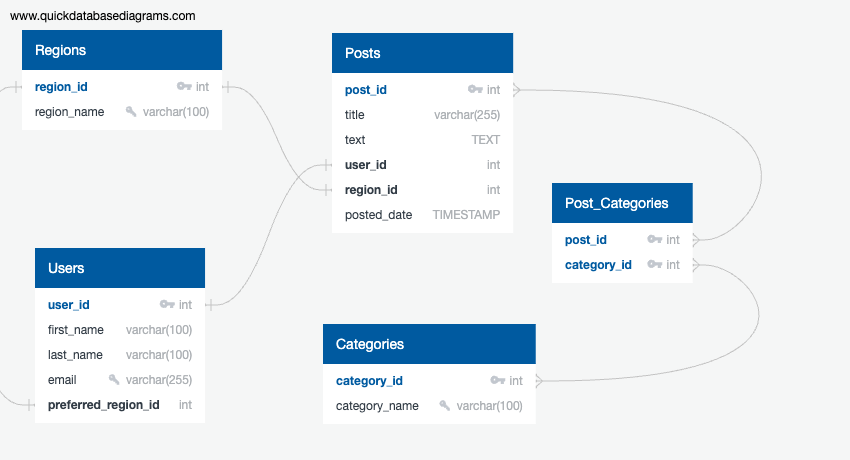 www.quickdatabasediagrams.com
Regions
region_id int
region_name varchar(100)
Posts
post_id int
title varchar(255)
text TEXT
user_id int
region_id int
posted_date TIMESTAMP
Post_Categories
post_id int
category_id int
Users
user_id int
first_name varchar(100)
last_name varchar(100)
email varchar(255)
preferred_region_id int
Categories
category_id int
category_name varchar(100)